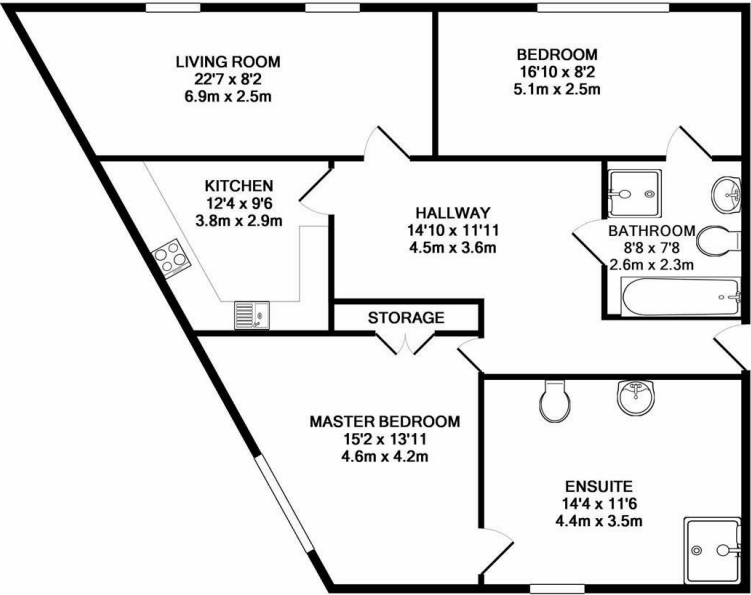 LIVING ROOM
22'7 x 8'2
6.9m x 2.5m
BEDROOM
16'10 x 8'2
5.1m x 2.5m
KITCHEN
12'4 x 9'6
3.8m x 2.9m
HALLWAY
14'10 x 11'11
4.5m x 3.6m
BATHROOM
8'8 x 7'8
2.6m x 2.3m
STORAGE
MASTER BEDROOM
15'2 x 13'11
4.6m x 4.2m
ENSUITE
14'4 x 11'6
4.4m x 3.5m